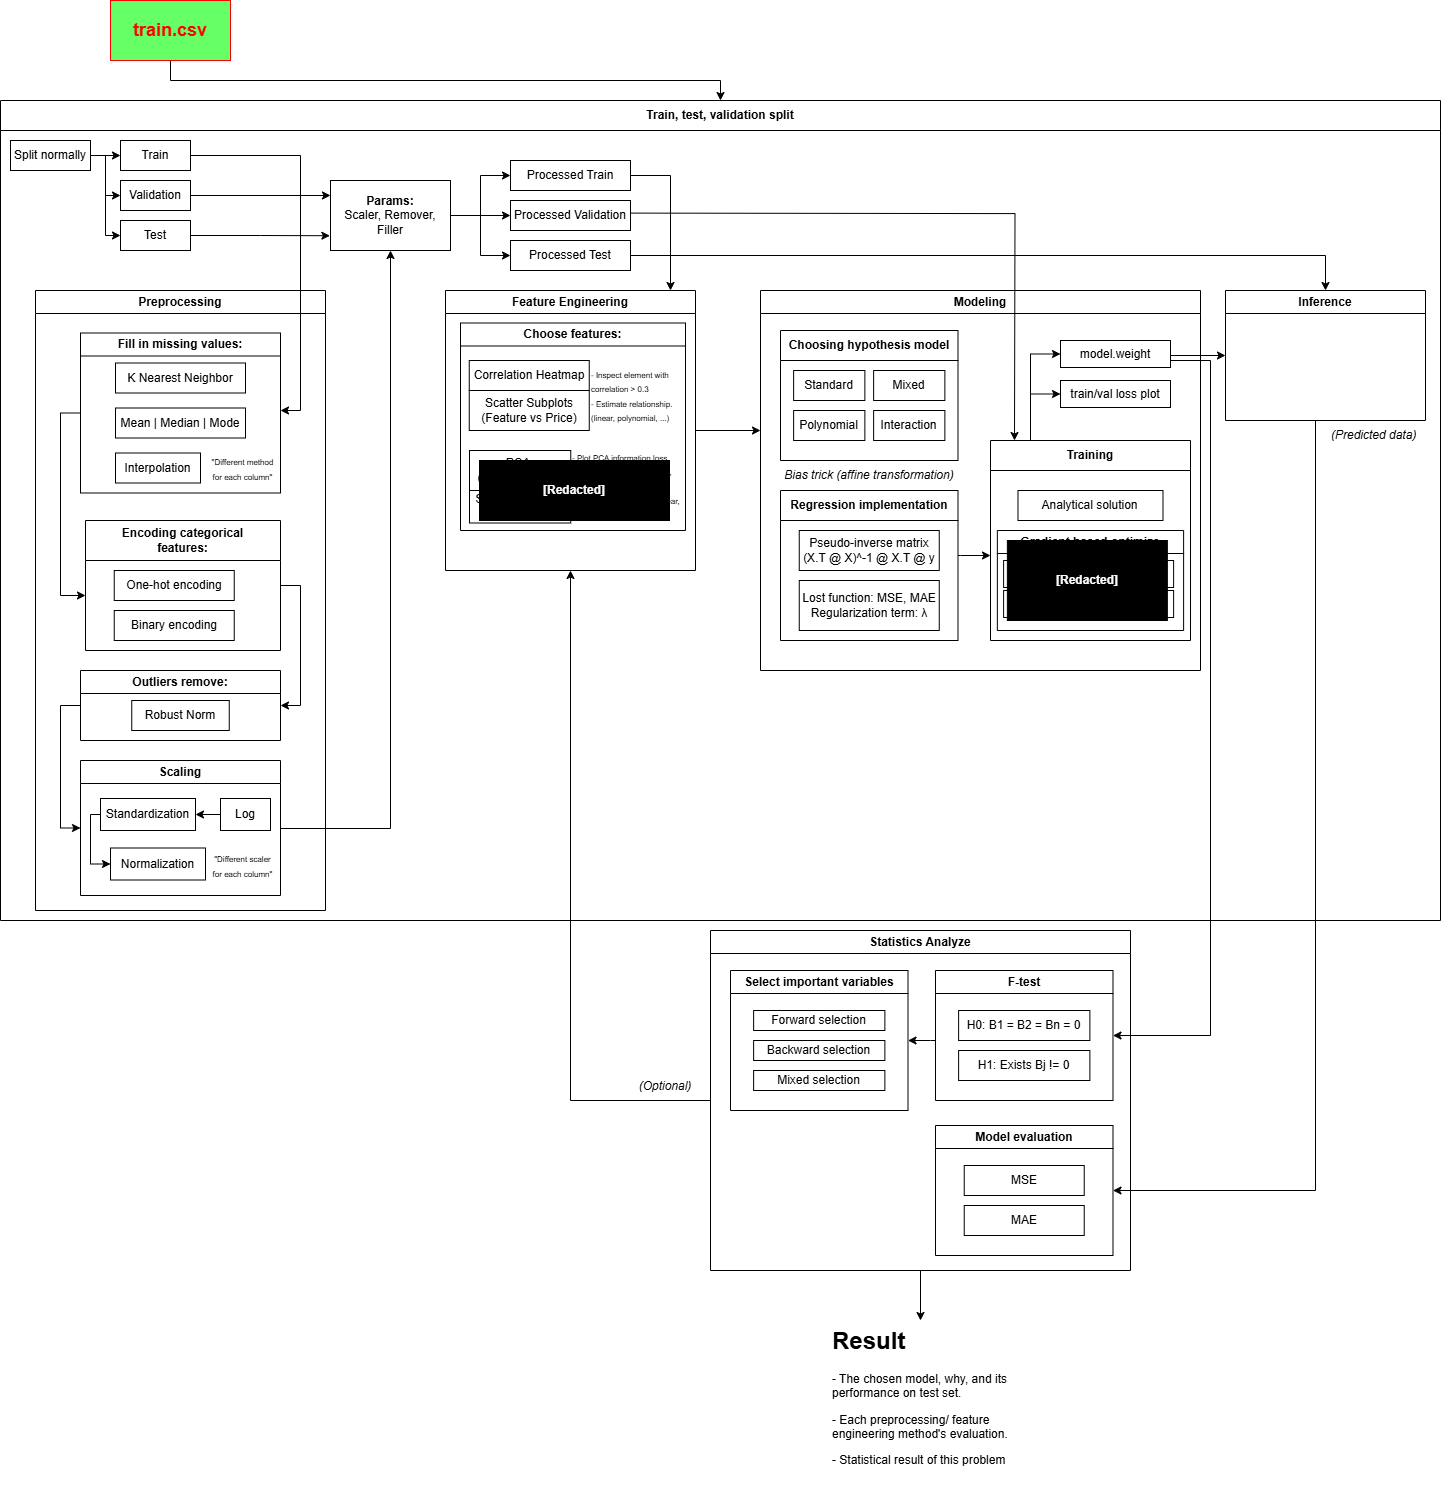 train.csv
Train, test, validation split
Split normally
Train
Validation
Test
Params:
Scaler, Remover,
Filler
Processed Train
Processed Validation
Processed Test
Preprocessing
Fill in missing values:
K Nearest Neighbor
Mean | Median | Mode
Interpolation
"Different method
for each column"
Encoding categorical
features:
One-hot encoding
Binary encoding
Outliers remove:
Robust Norm
Scaling
Standardization
Log
Normalization
"Different scaler
for each column"
Feature Engineering
Choose features:
Correlation Heatmap
- Inspect element with
correlation > 0.3
Scatter Subplots
(Feature vs Price)
- Estimate relationship.
(linear, polynomial, ...)
PCA
- Plot PCA information loss
[Redacted]
Modeling
Choosing hypothesis model
Standard
Mixed
Polynomial
Interaction
Bias trick (affine transformation)
Regression implementation
Pseudo-inverse matrix
(X.T @ X)^-1 @ X.T @ y
Lost function: MSE, MAE
Regularization term: λ
model.weight
train/val loss plot
Training
Analytical solution
Gradient based optimize
[Redacted]
Inference
(Predicted data)
Statistics Analyze
Select important variables
Forward selection
Backward selection
Mixed selection
F-test
H0: B1 = B2 = Bn = 0
H1: Exists Bj != 0
(Optional)
Model evaluation
MSE
MAE
Result
- The chosen model, why, and its
performance on test set.
- Each preprocessing/ feature
engineering method's evaluation.
- Statistical result of this problem